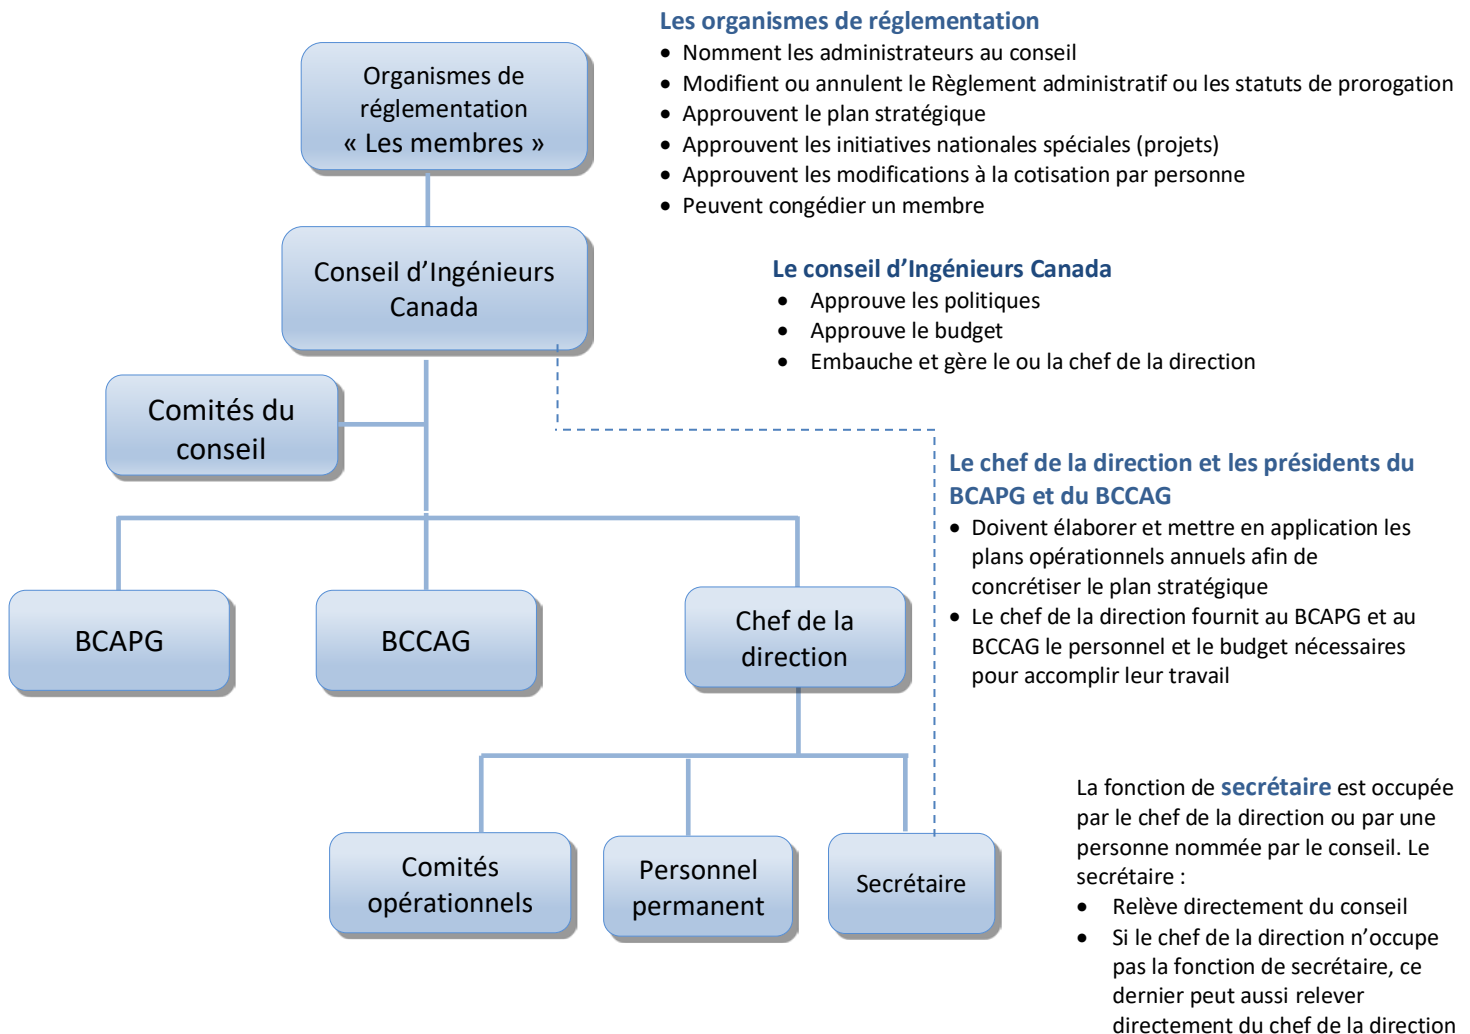 Les organismes de réglementation
• Nomment les administrateurs au conseil
• Modifient ou annulent le Règlement administratif ou les statuts de prorogation
• Approuvent le plan stratégique
• Approuvent les initiatives nationales spéciales (projets)
• Approuvent les modifications à la cotisation par personne
• Peuvent congédier un membre
Organismes de
réglementation
« Les membres »
Conseil d’Ingénieurs
Canada
Le conseil d’Ingénieurs Canada
• Approuve les politiques
• Approuve le budget
• Embauche et gère le ou la chef de la direction
Comités du
conseil
Le chef de la direction et les présidents du
BCAPG et du BCCAG
• Doivent élaborer et mettre en application les
plans opérationnels annuels afin de
concrétiser le plan stratégique
• Le chef de la direction fournit au BCAPG et au
BCCAG le personnel et le budget nécessaires
pour accomplir leur travail
BCAPG
BCCAG
Chef de la
direction
Comités
opérationnels
Personnel
permanent
Secrétaire
La fonction de secrétaire est occupée
par le chef de la direction ou par une
personne nommée par le conseil. Le
secrétaire :
• Relève directement du conseil
• Si le chef de la direction n’occupe
pas la fonction de secrétaire, ce
dernier peut aussi relever
directement du chef de la direction